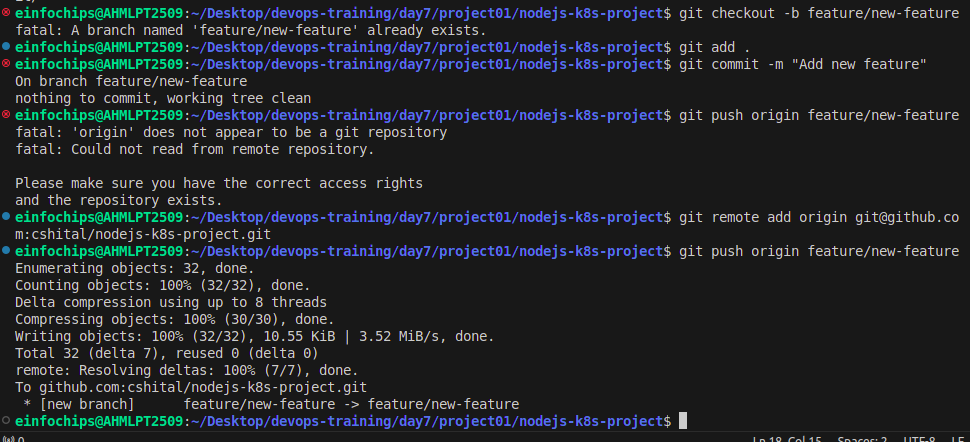 einfochips@AHMLPT2509:~/Desktop/devops-training/day7/project01/nodejs-k8s-project$ git checkout -b feature/new-feature
fatal: A branch named 'feature/new-feature' already exists.
einfochips@AHMLPT2509:~/Desktop/devops-training/day7/project01/nodejs-k8s-project$ git add .
einfochips@AHMLPT2509:~/Desktop/devops-training/day7/project01/nodejs-k8s-project$ git commit -m "Add new feature"
On branch feature/new-feature
nothing to commit, working tree clean
einfochips@AHMLPT2509:~/Desktop/devops-training/day7/project01/nodejs-k8s-project$ git push origin feature/new-feature
fatal: 'origin' does not appear to be a git repository
fatal: Could not read from remote repository.

Please make sure you have the correct access rights
and the repository exists.
einfochips@AHMLPT2509:~/Desktop/devops-training/day7/project01/nodejs-k8s-project$ git remote add origin git@github.co
m:cshital/nodejs-k8s-project.git
einfochips@AHMLPT2509:~/Desktop/devops-training/day7/project01/nodejs-k8s-project$ git push origin feature/new-feature
Enumerating objects: 32, done.
Counting objects: 100% (32/32), done.
Delta compression using up to 8 threads
Compressing objects: 100% (30/30), done.
Writing objects: 100% (32/32), 10.55 KiB | 3.52 MiB/s, done.
Total 32 (delta 7), reused 0 (delta 0)
remote: Resolving deltas: 100% (7/7), done.
To github.com:cshital/nodejs-k8s-project.git
 * [new branch]      feature/new-feature -> feature/new-feature
einfochips@AHMLPT2509:~/Desktop/devops-training/day7/project01/nodejs-k8s-project$
0 Ln 18, Col 15 Spaces: 2 UTF-8 LF